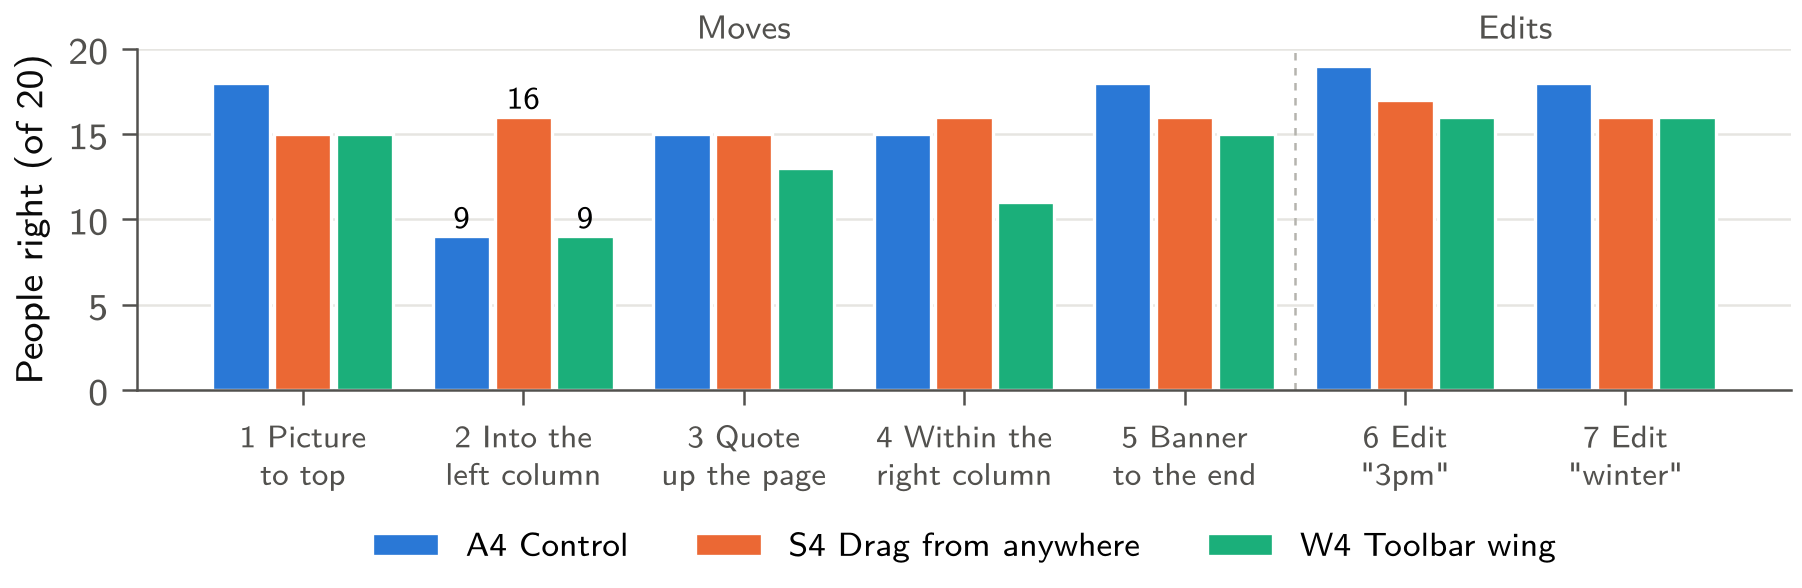 Moves
Edits
People right (of 20)
20
15
10
5
0
9
16
9
1 Picture
to top
2 Into the
left column
3 Quote
up the page
4 Within the
right column
5 Banner
to the end
6 Edit
"3pm"
7 Edit
"winter"
A4 Control
S4 Drag from anywhere
W4 Toolbar wing